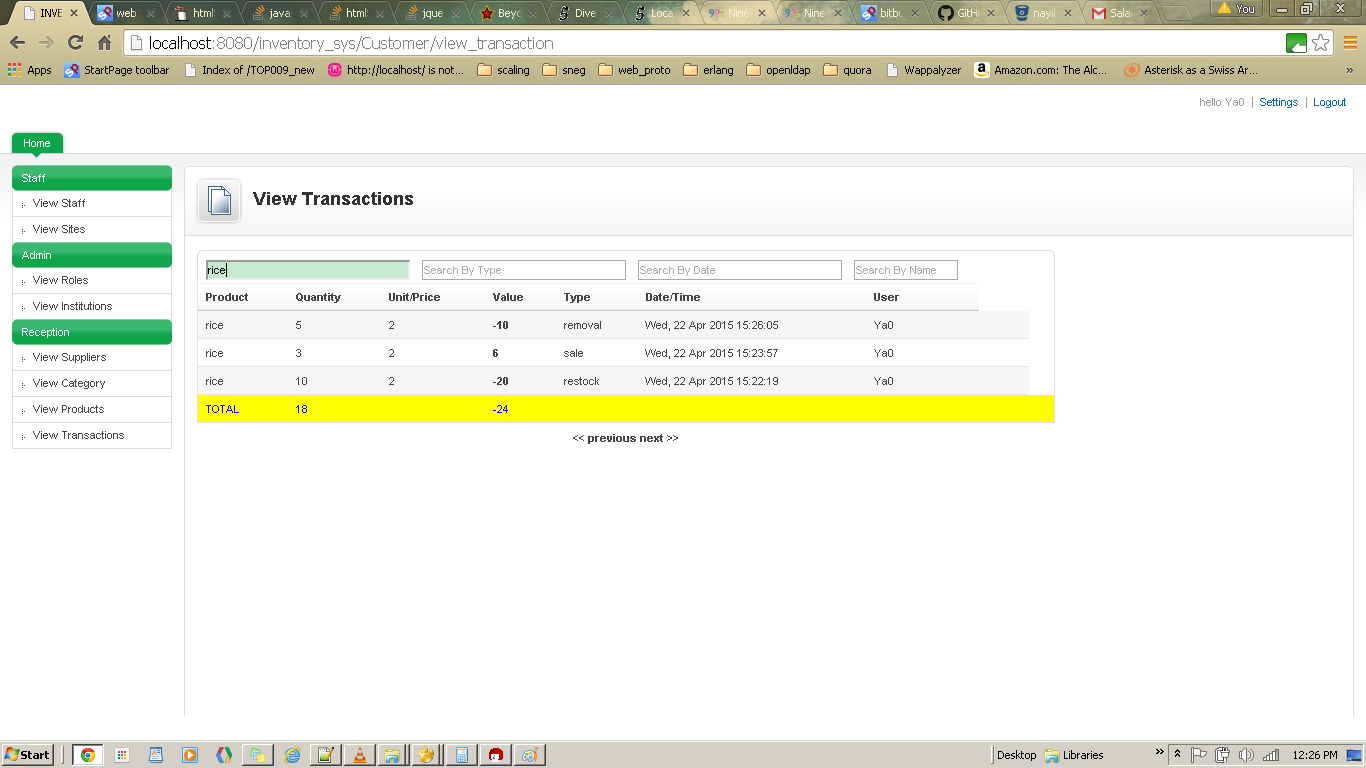 INVE web html java html jque Beyo Dive Loca Nine Nine bitbu GitH nayil Sala You
localhost:8080/inventory_sys/Customer/view_transaction
Apps StartPage toolbar Index of /TOP009_new http://localhost/ is not... scaling sneg web_proto erlang openldap quora Wappalyzer Amazon.com: The Alc... Asterisk as a Swiss Ar... »
hello Ya0 | Settings | Logout
Home
Staff
View Staff
View Sites
Admin
View Roles
View Institutions
Reception
View Suppliers
View Category
View Products
View Transactions
View Transactions
rice Search By Type Search By Date Search By Name
Product Quantity Unit/Price Value Type Date/Time User
rice 5 2 -10 removal Wed, 22 Apr 2015 15:26:05 Ya0
rice 3 2 6 sale Wed, 22 Apr 2015 15:23:57 Ya0
rice 10 2 -20 restock Wed, 22 Apr 2015 15:22:19 Ya0
TOTAL 18 -24
<< previous next >>
Start Desktop Libraries » 12:26 PM